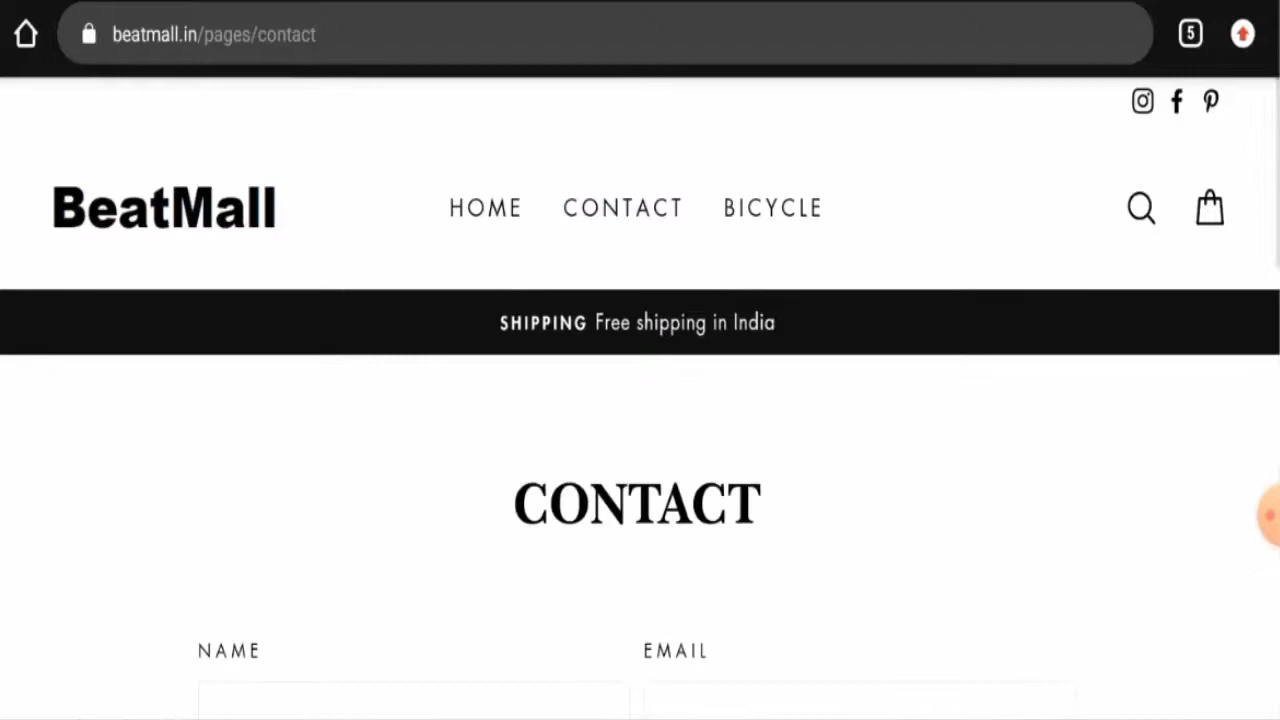 beatmall.in/pages/contact
5
BeatMall
HOME CONTACT BICYCLE
SHIPPING Free shipping in India
CONTACT
NAME EMAIL